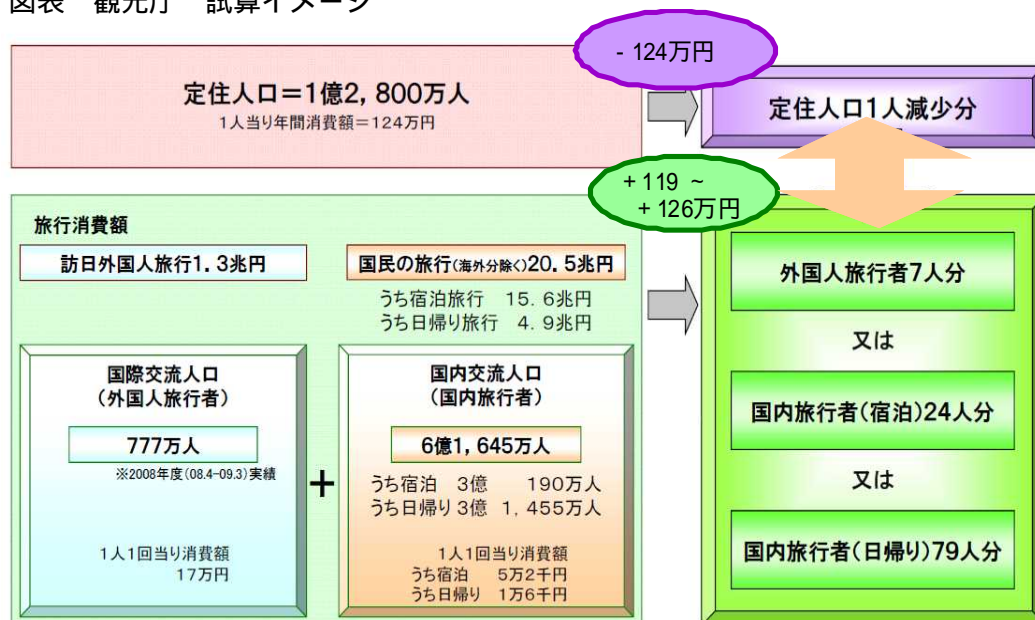 図表 観光庁 試算イメージ
- 124万円
定住人口=1億2,800万人
1人当り年間消費額=124万円
定住人口1人減少分
+119 ~
+126万円
旅行消費額
訪日外国人旅行1.3兆円
国民の旅行(海外分除く)20.5兆円
うち宿泊旅行 15.6兆円
うち日帰り旅行 4.9兆円
国際交流人口
(外国人旅行者)
777万人
※2008年度(08.4-09.3)実績
1人1回当り消費額
17万円
+
国内交流人口
(国内旅行者)
6億1,645万人
うち宿泊 3億 190万人
うち日帰り3億 1,455万人
1人1回当り消費額
うち宿泊 5万2千円
うち日帰り 1万6千円
外国人旅行者7人分
又は
国内旅行者(宿泊)24人分
又は
国内旅行者(日帰り)79人分